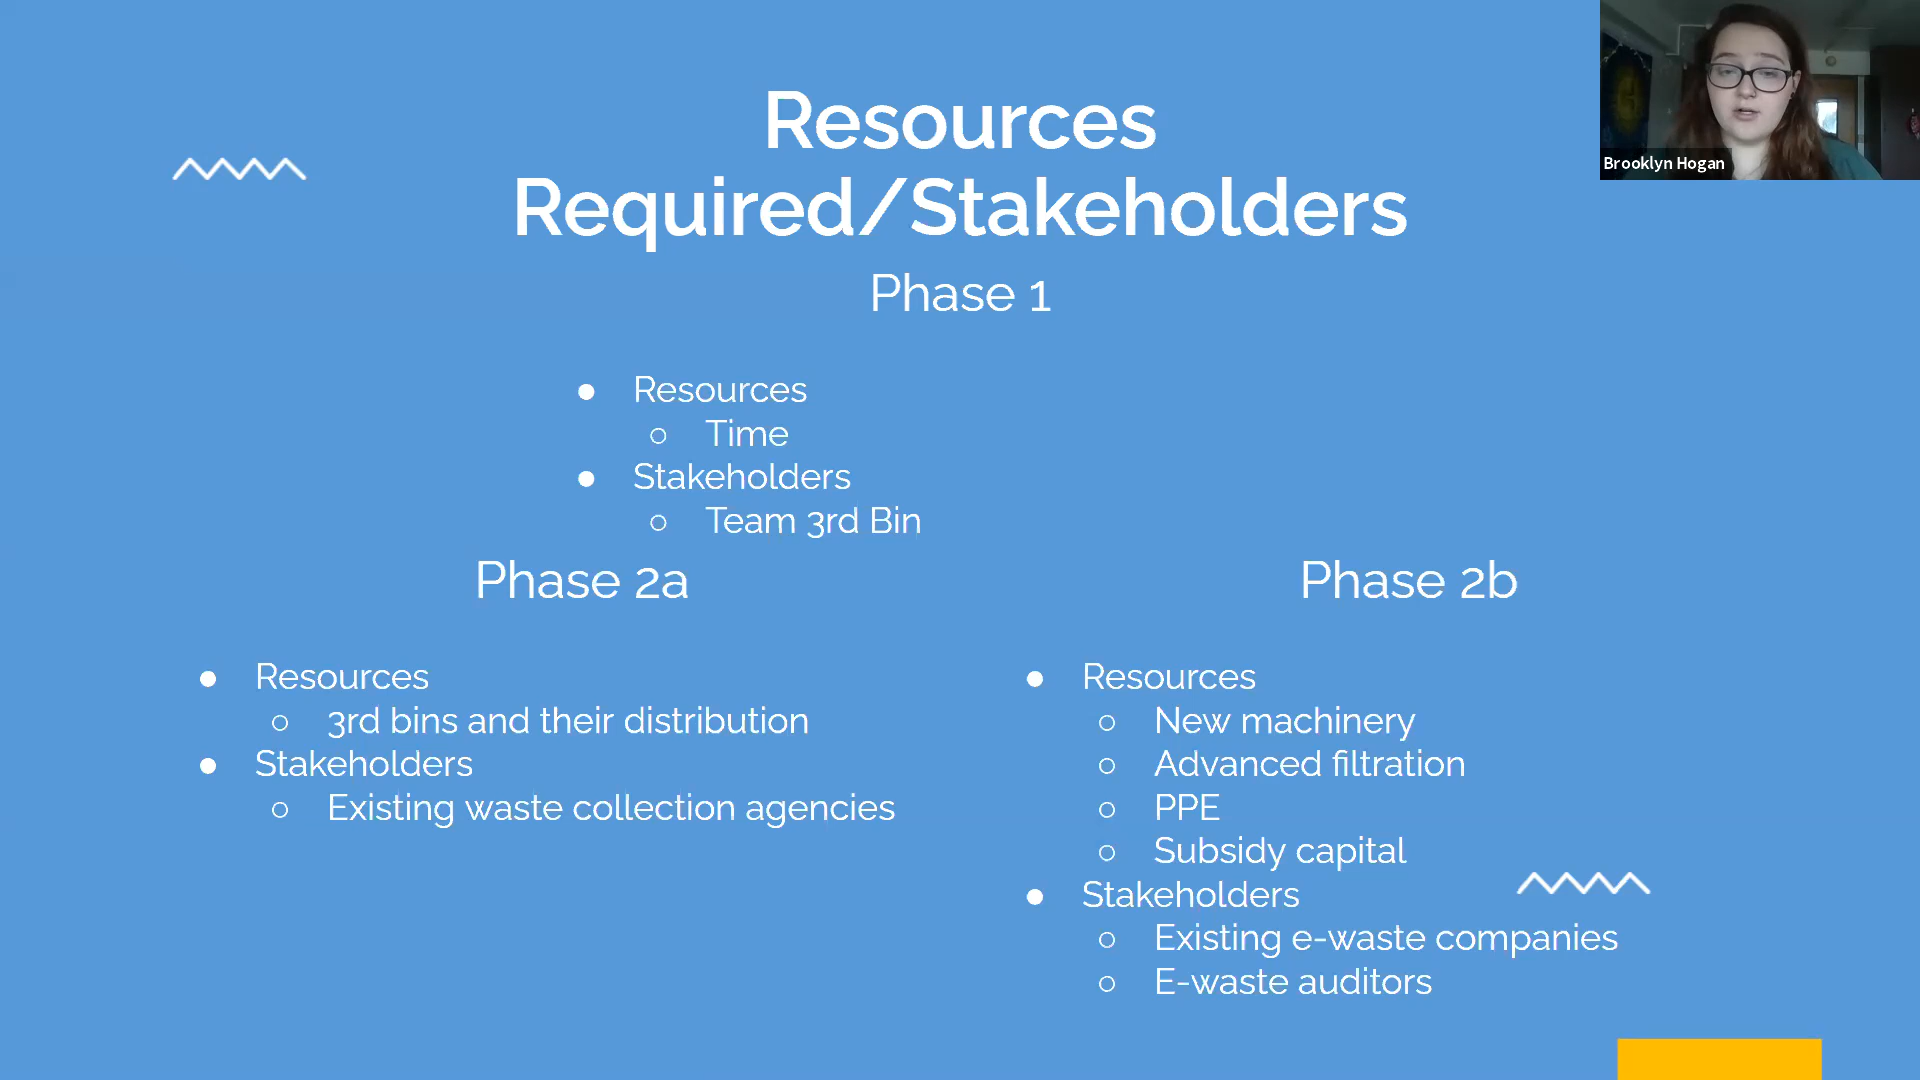 Resources
Required/Stakeholders
Brooklyn Hogan
Phase 1
● Resources
○ Time
● Stakeholders
○ Team 3rd Bin
Phase 2a
● Resources
○ 3rd bins and their distribution
● Stakeholders
○ Existing waste collection agencies
Phase 2b
● Resources
○ New machinery
○ Advanced filtration
○ PPE
○ Subsidy capital
● Stakeholders
○ Existing e-waste companies
○ E-waste auditors